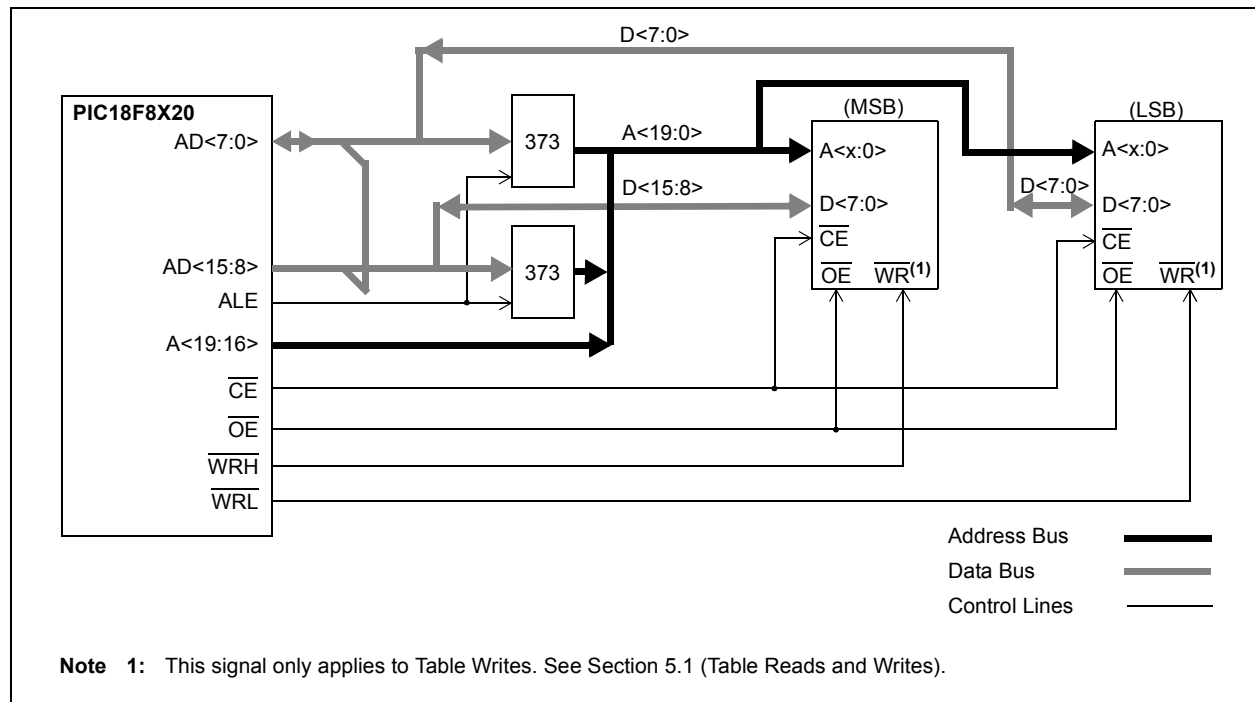 D<7:0>
PIC18F8X20
AD<7:0>
373
A<19:0>
(MSB)
A<x:0>
(LSB)
A<x:0>
D<15:8>
D<7:0>
D<7:0>
D<7:0>
CE
CE
AD<15:8>
373
OE WR(1)
OE WR(1)
ALE
A<19:16>
CE
OE
WRH
WRL
Address Bus
Data Bus
Control Lines
Note 1: This signal only applies to Table Writes. See Section 5.1 (Table Reads and Writes).